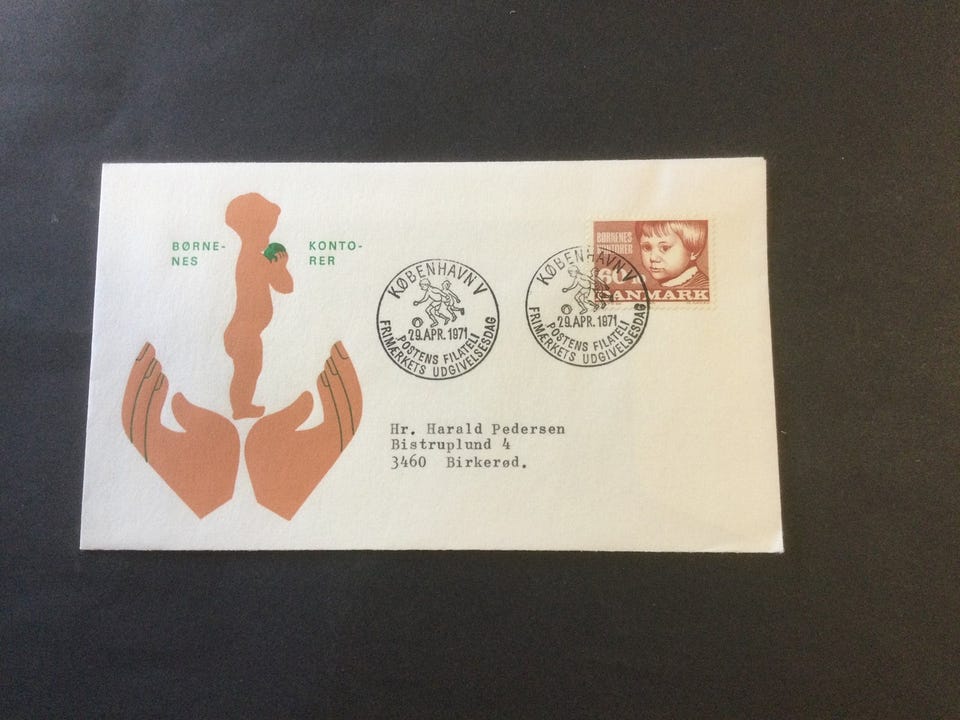 BØRNE-
NES
KONTO-
RER
KØBENHAVN V
29.APR.1971
POSTENS FILATELI
FRIMÆRKETS UDGIVELSESDAG
KØBENHAVN V
29.APR.1971
POSTENS FILATELI
FRIMÆRKETS UDGIVELSESDAG
BØRNENES
KONTORER
60
DANMARK
Hr. Harald Pedersen
Bistruplund 4
3460 Birkerød.